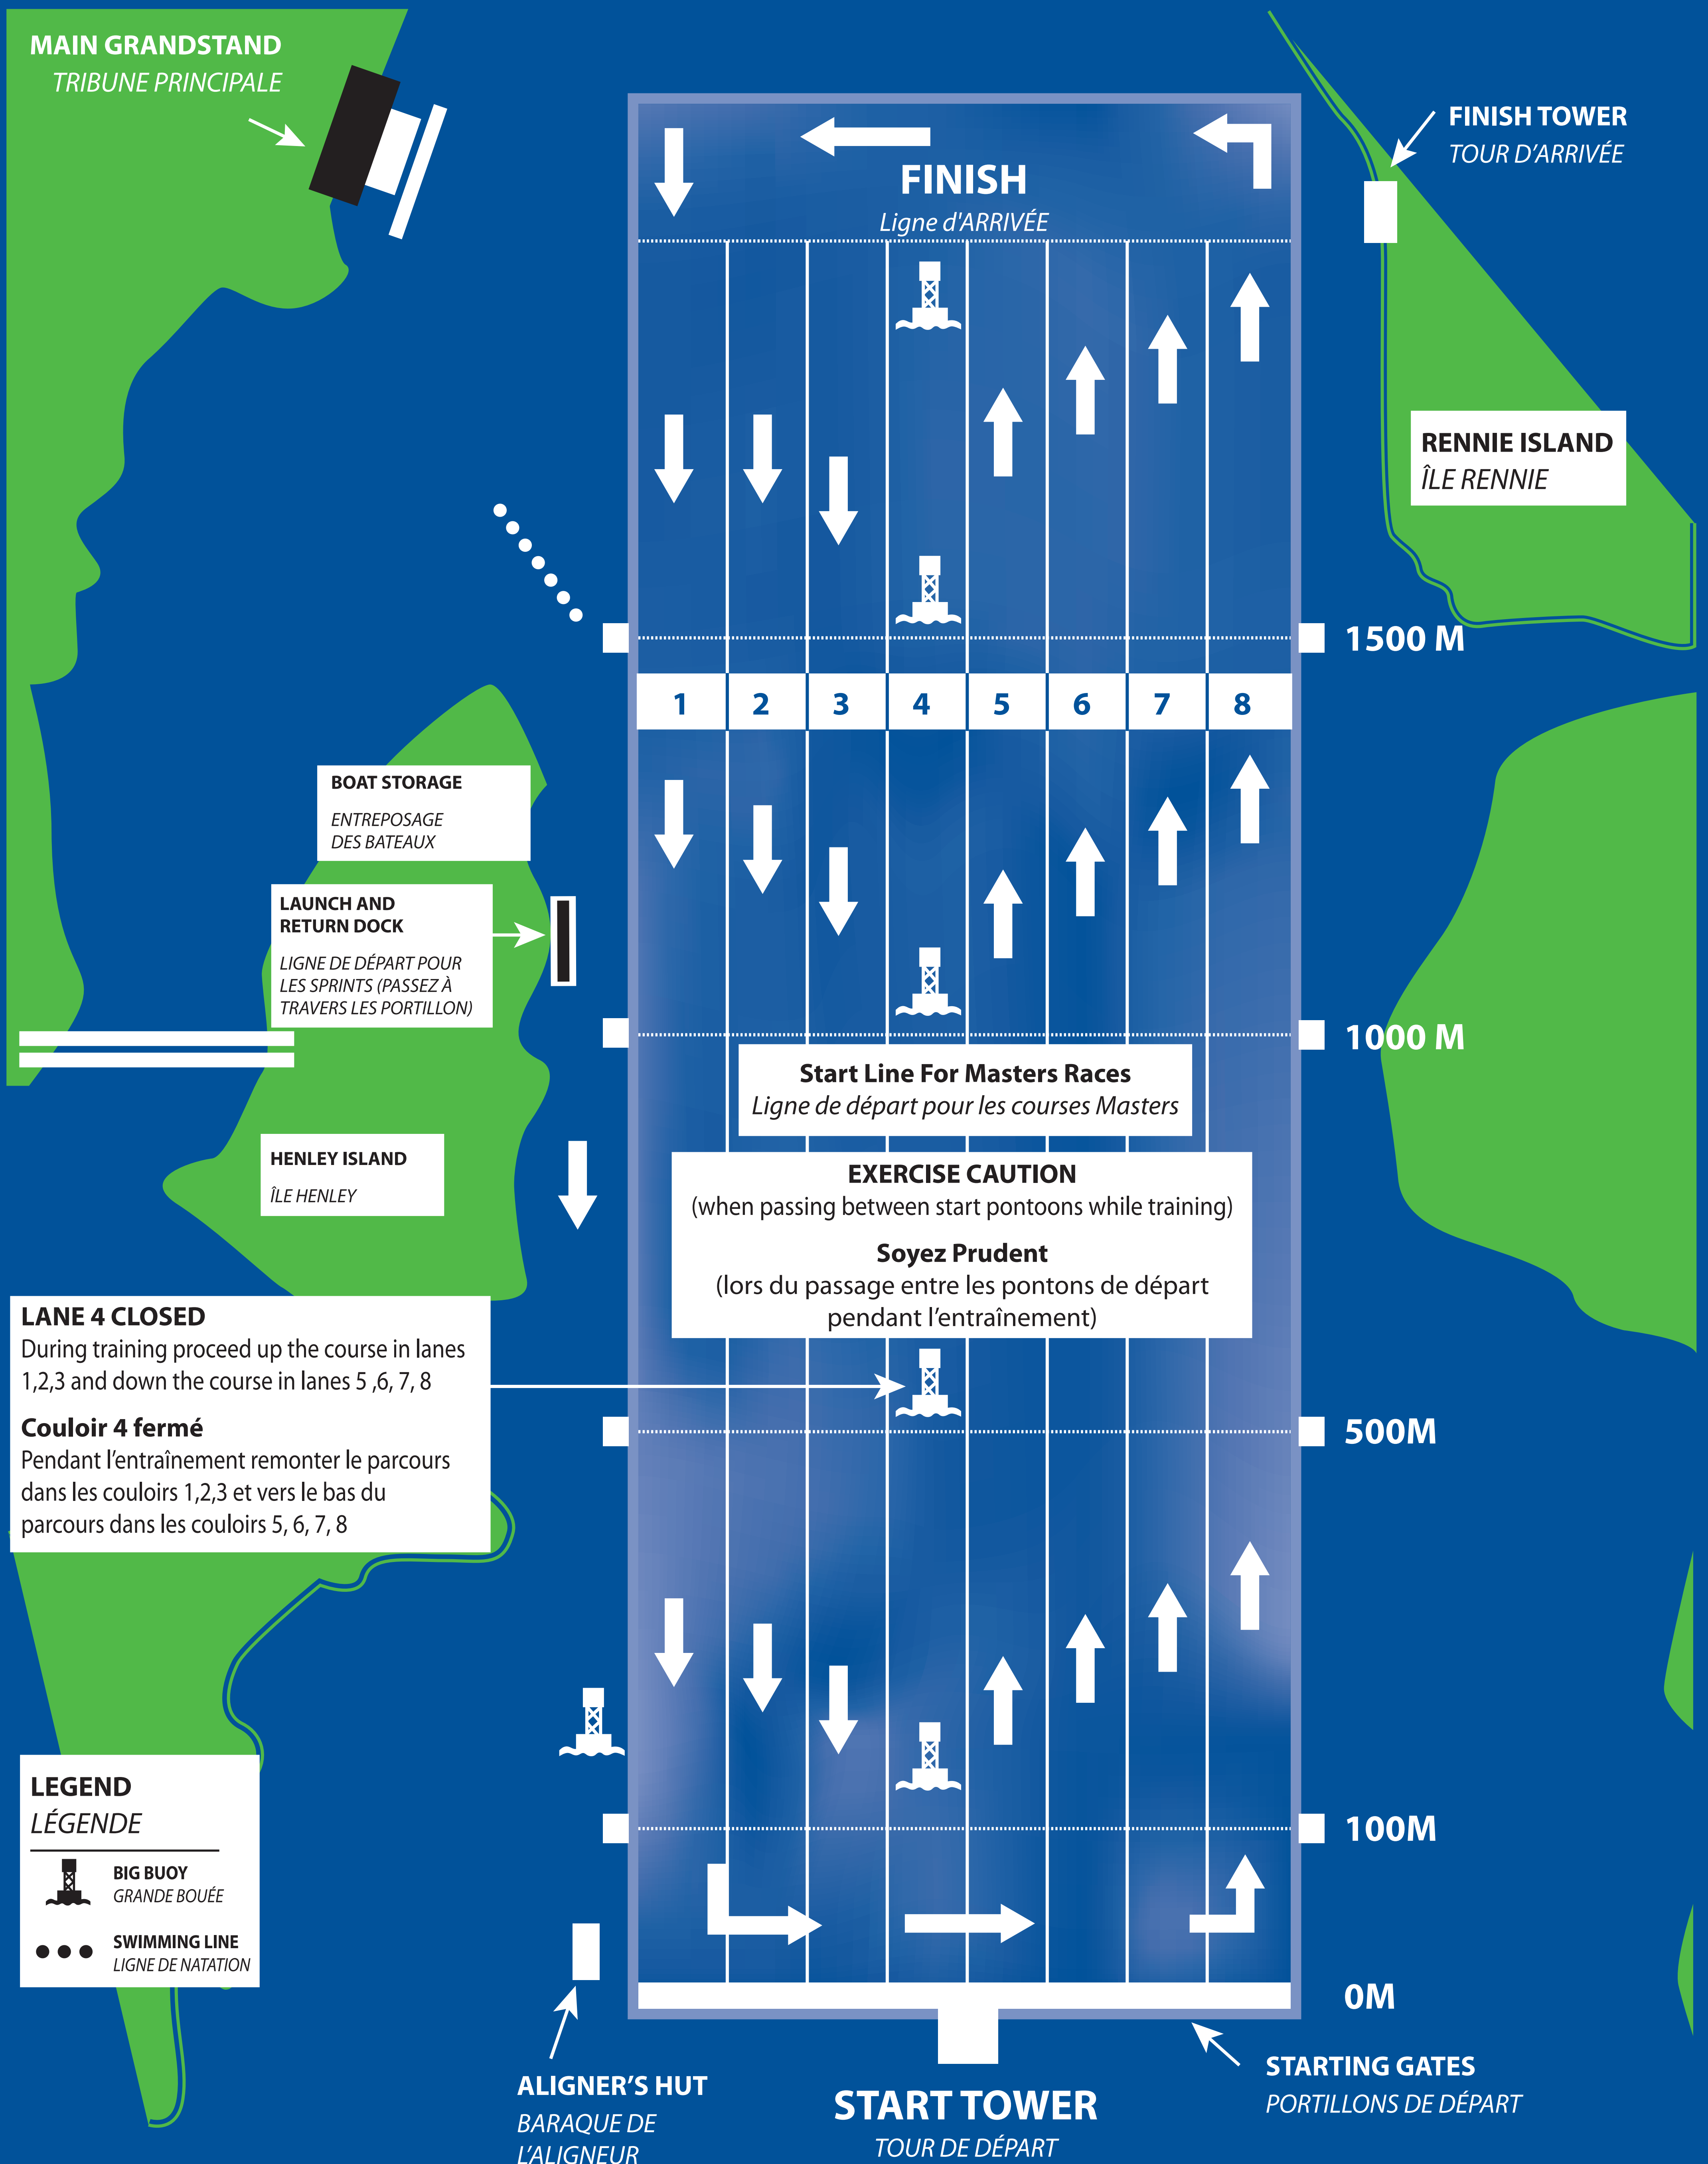 MAIN GRANDSTAND
TRIBUNE PRINCIPALE
FINISH TOWER
TOUR D'ARRIVÉE
FINISH
Ligne d'ARRIVÉE
RENNIE ISLAND
ÎLE RENNIE
1500 M
1 2 3 4 5 6 7 8
BOAT STORAGE
ENTREPOSAGE
DES BATEAUX
LAUNCH AND
RETURN DOCK
LIGNE DE DÉPART POUR
LES SPRINTS (PASSEZ À
TRAVERS LES PORTILLON)
1000 M
Start Line For Masters Races
Ligne de départ pour les courses Masters
HENLEY ISLAND
ÎLE HENLEY
EXERCISE CAUTION
(when passing between start pontoons while training)
Soyez Prudent
(lors du passage entre les pontons de départ
pendant l'entraînement)
LANE 4 CLOSED
During training proceed up the course in lanes
1,2,3 and down the course in lanes 5 ,6, 7, 8
Couloir 4 fermé
Pendant l'entraînement remonter le parcours
dans les couloirs 1,2,3 et vers le bas du
parcours dans les couloirs 5, 6, 7, 8
500M
LEGEND
LÉGENDE
BIG BUOY
GRANDE BOUÉE
SWIMMING LINE
LIGNE DE NATATION
100M
0M
ALIGNER'S HUT
BARAQUE DE
L'ALIGNEUR
START TOWER
TOUR DE DÉPART
STARTING GATES
PORTILLONS DE DÉPART